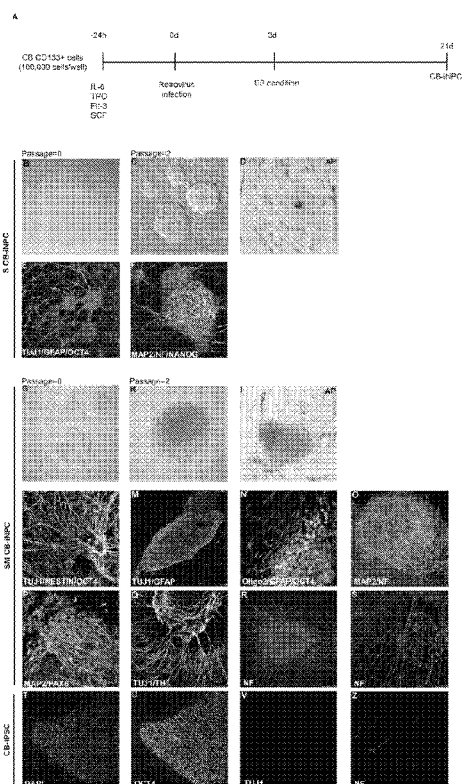 A
-24h 0d 3d 21d
CB CD133+ cells
(100,000 cells/well)
CB-iNPC
Retrovirus
infection
condition
IL-6
TPO
Flt-3
SCF
Passage=0 Passage=2
B D AP
S CB-iNPC
TUJ1/GFAP/OCT4 MAP2/NF/NANOG
Passage=0 Passage=2
G H I AP
SM CB-iNPC
M N O
TUJ1/NESTIN/OCT4 TUJ1/GFAP Oligo2/GFAP/OCT4 MAP2/NF
P Q R S
MAP2/PAX6 TUJ1/TH NF NF
CB-iPSC
T V Z
DAPI OCT4 TUJ1 NF